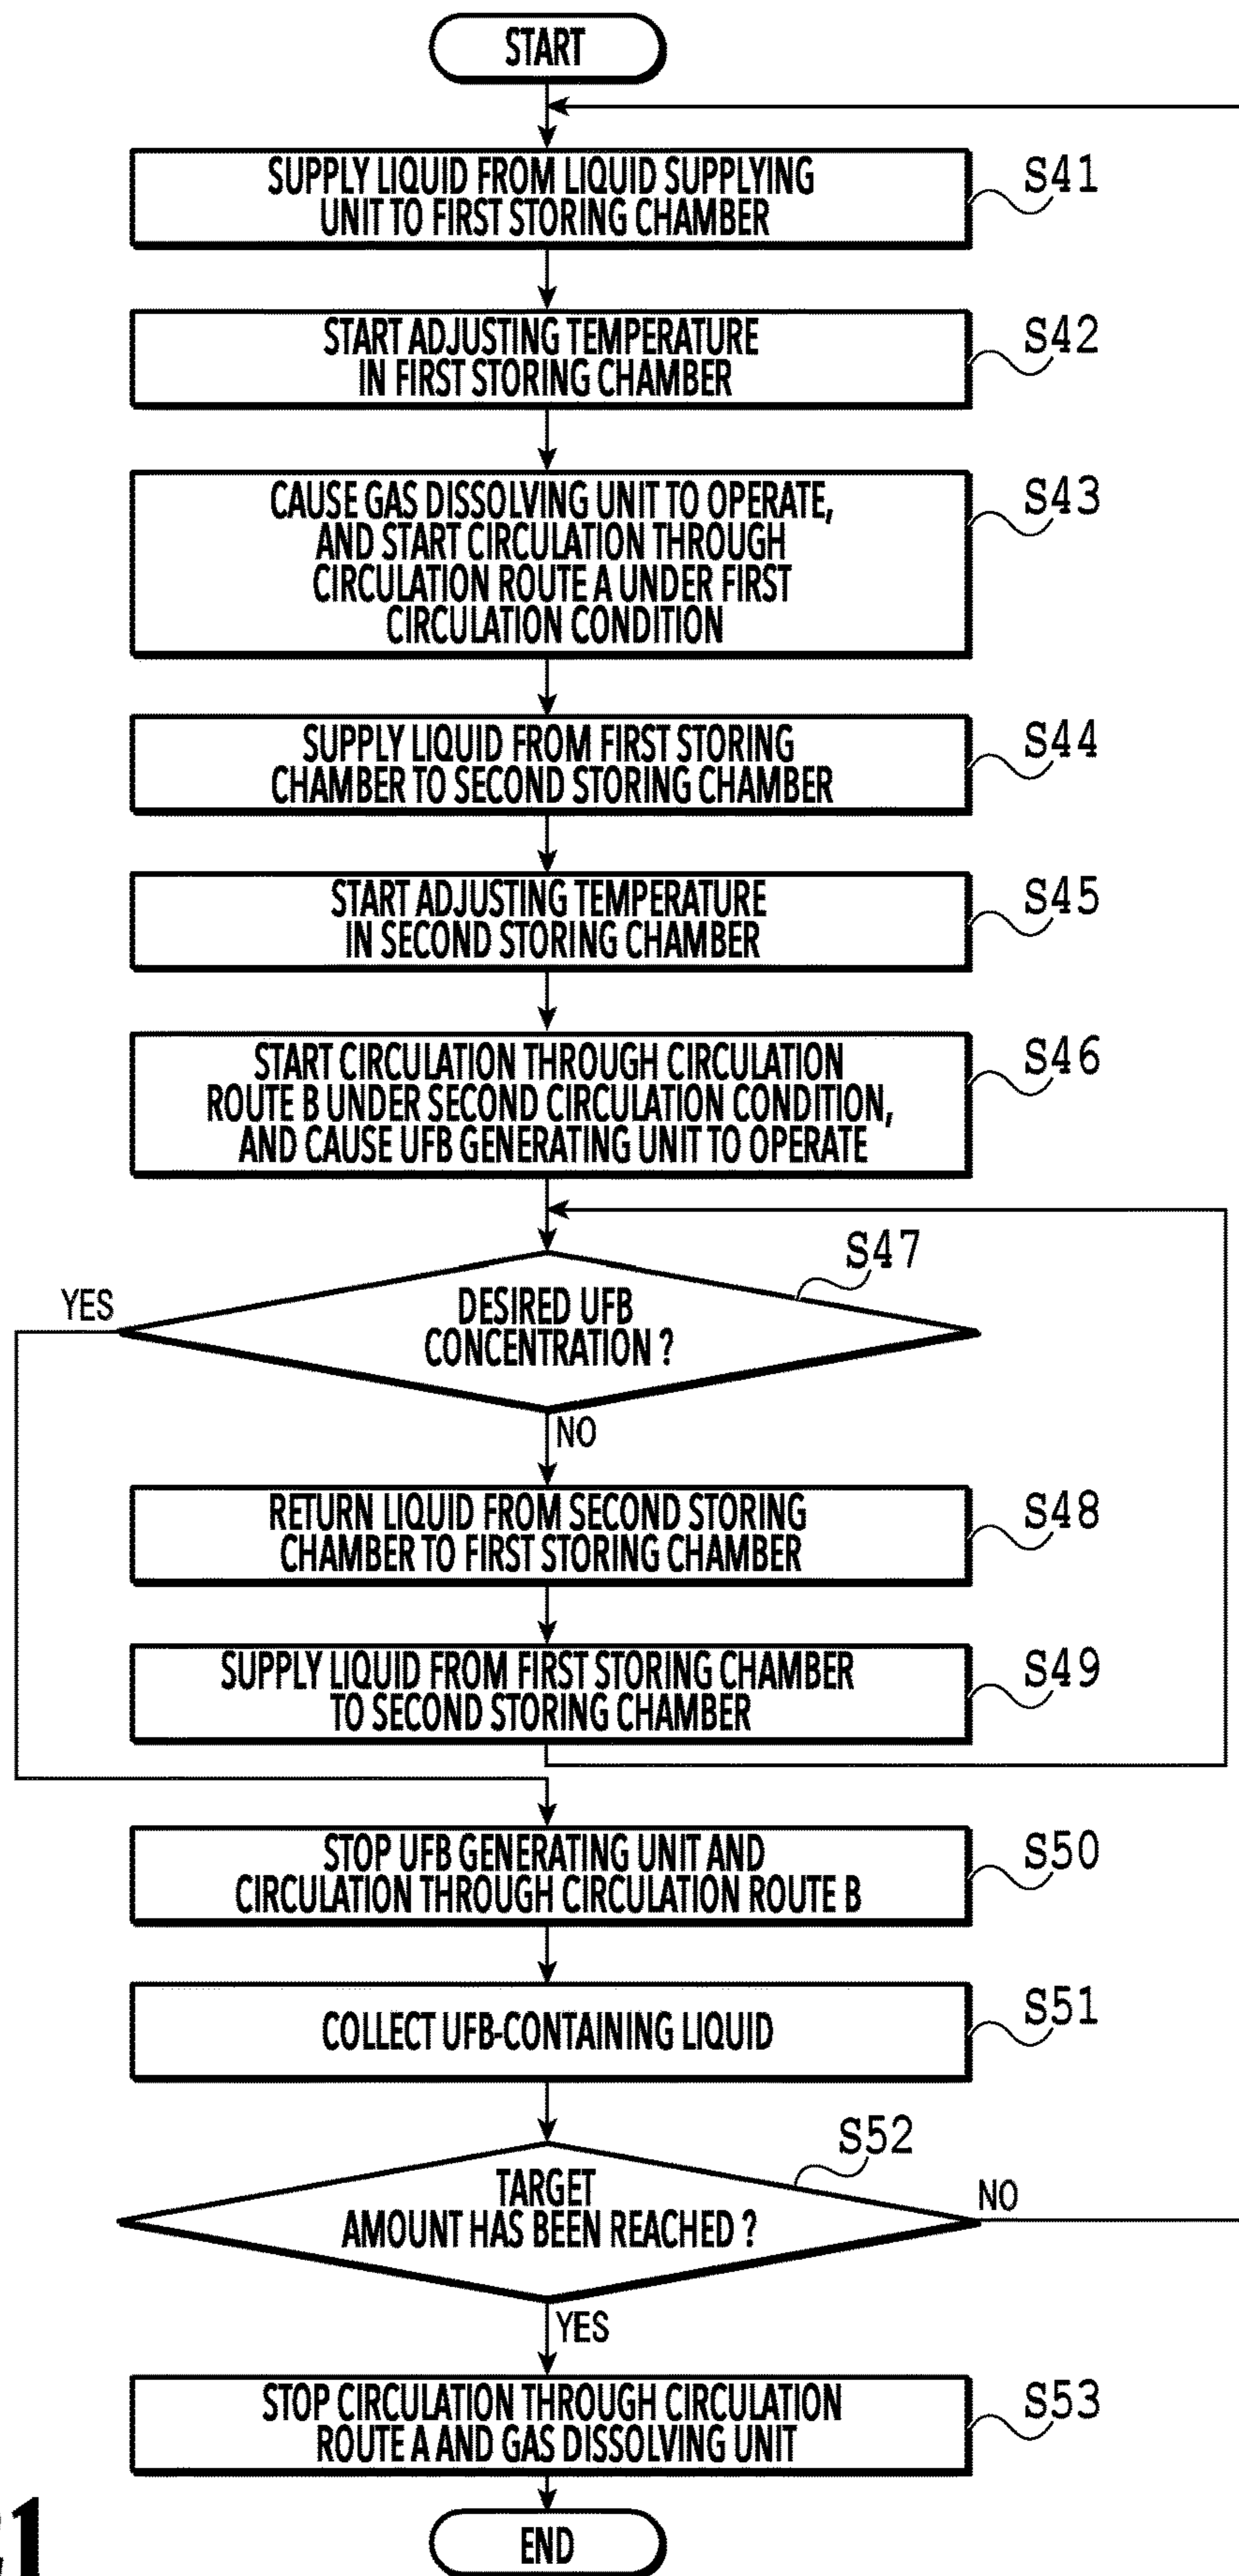 START
SUPPLY LIQUID FROM LIQUID SUPPLYING
UNIT TO FIRST STORING CHAMBER
S41
START ADJUSTING TEMPERATURE
IN FIRST STORING CHAMBER
S42
CAUSE GAS DISSOLVING UNIT TO OPERATE,
AND START CIRCULATION THROUGH
CIRCULATION ROUTE A UNDER FIRST
CIRCULATION CONDITION
S43
SUPPLY LIQUID FROM FIRST STORING
CHAMBER TO SECOND STORING CHAMBER
S44
START ADJUSTING TEMPERATURE
IN SECOND STORING CHAMBER
S45
START CIRCULATION THROUGH CIRCULATION
ROUTE B UNDER SECOND CIRCULATION CONDITION,
AND CAUSE UFB GENERATING UNIT TO OPERATE
S46
S47
YES
DESIRED UFB
CONCENTRATION ?
NO
RETURN LIQUID FROM SECOND STORING
CHAMBER TO FIRST STORING CHAMBER
S48
SUPPLY LIQUID FROM FIRST STORING CHAMBER
TO SECOND STORING CHAMBER
S49
STOP UFB GENERATING UNIT AND
CIRCULATION THROUGH CIRCULATION ROUTE B
S50
COLLECT UFB-CONTAINING LIQUID
S51
S52
TARGET
AMOUNT HAS BEEN REACHED ?
NO
YES
STOP CIRCULATION THROUGH CIRCULATION
ROUTE A AND GAS DISSOLVING UNIT
S53
END